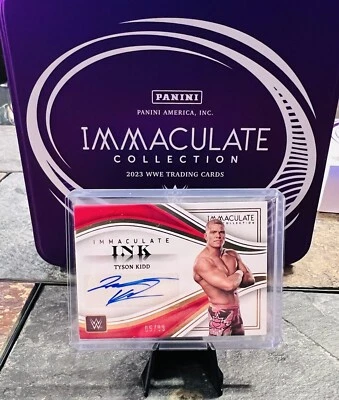 PANINI
PANINI AMERICA, INC.
IMMACULATE
COLLECTION
2023 WWE TRADING CARDS
IMMACULATE
COLLECTION
IMMACULATE
INK
TYSON KIDD
W